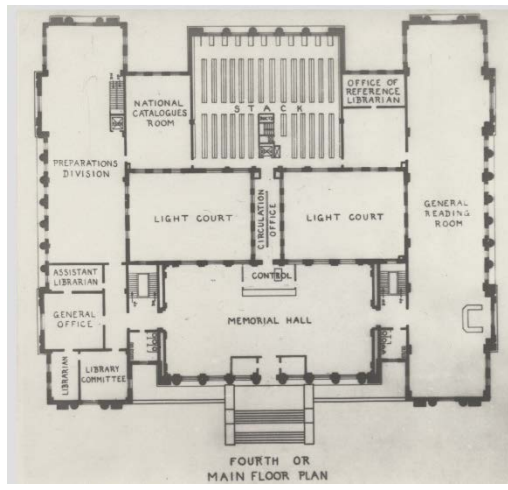 NATIONAL
CATALOGUES
ROOM
STACK
OFFICE OF
REFERENCE
LIBRARIAN
PREPARATIONS
DIVISION
LIGHT COURT
CIRCULATION
OFFICE
LIGHT COURT
GENERAL
READING
ROOM
ASSISTANT
LIBRARIAN
CONTROL
GENERAL
OFFICE
MEMORIAL HALL
LIBRARIAN
LIBRARY
COMMITTEE
FOURTH OR
MAIN FLOOR PLAN